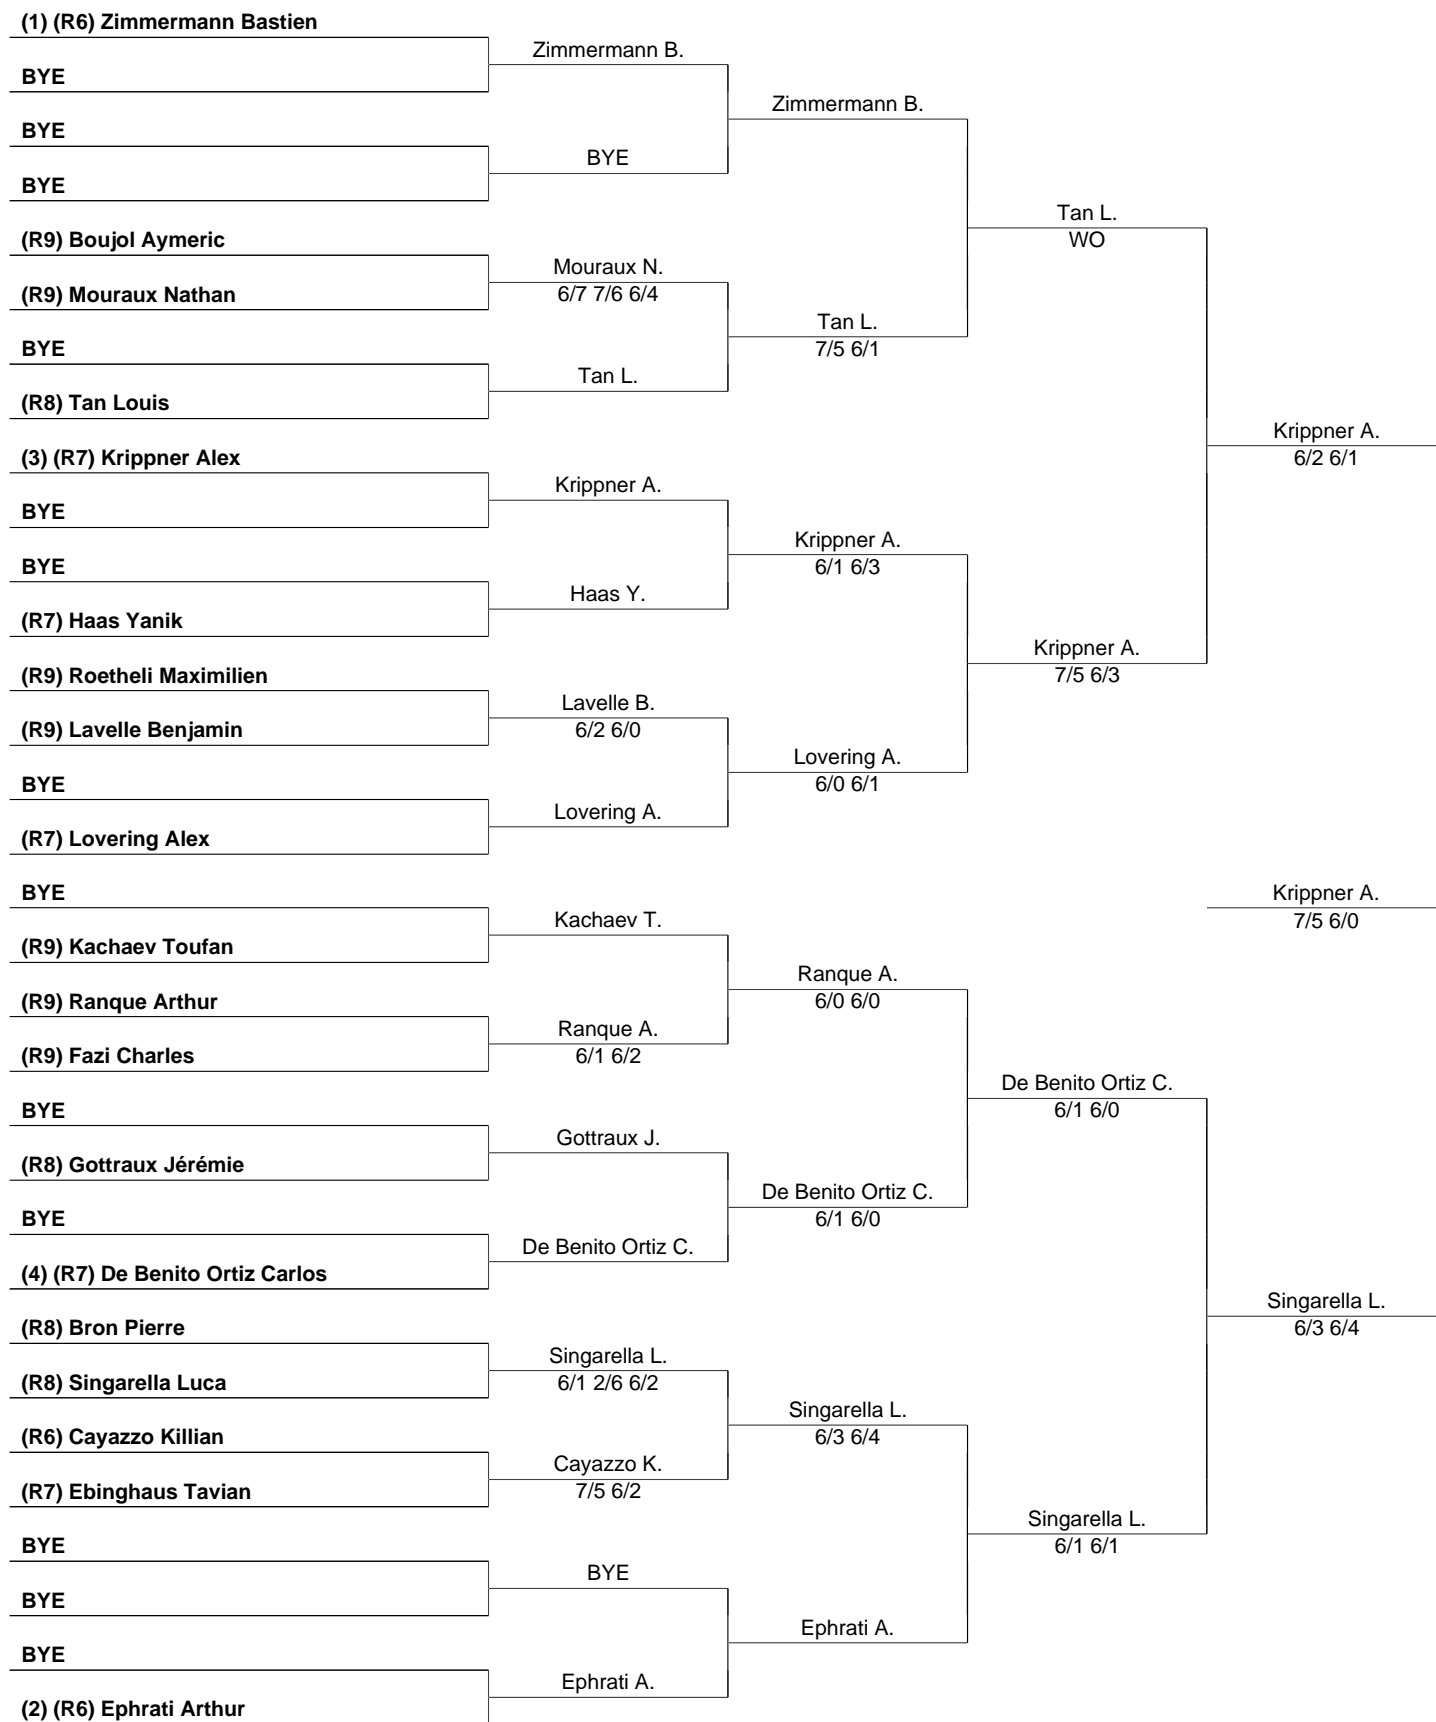 (1) (R6) Zimmermann Bastien
BYE
BYE
BYE
(R9) Boujol Aymeric
(R9) Mouraux Nathan
BYE
(R8) Tan Louis
(3) (R7) Krippner Alex
BYE
BYE
(R7) Haas Yanik
(R9) Roetheli Maximilien
(R9) Lavelle Benjamin
BYE
(R7) Lovering Alex
BYE
(R9) Kachaev Toufan
(R9) Ranque Arthur
(R9) Fazi Charles
BYE
(R8) Gottraux Jérémie
BYE
(4) (R7) De Benito Ortiz Carlos
(R8) Bron Pierre
(R8) Singarella Luca
(R6) Cayazzo Killian
(R7) Ebinghaus Tavian
BYE
BYE
BYE
(2) (R6) Ephrati Arthur
Zimmermann B.
BYE
Mouraux N.
6/7 7/6 6/4
Tan L.
Krippner A.
Haas Y.
Lavelle B.
6/2 6/0
Lovering A.
Kachaev T.
Ranque A.
6/1 6/2
Gottraux J.
De Benito Ortiz C.
Singarella L.
6/1 2/6 6/2
Cayazzo K.
7/5 6/2
BYE
Ephrati A.
Zimmermann B.
Tan L.
7/5 6/1
Krippner A.
6/1 6/3
Lovering A.
6/0 6/1
Ranque A.
6/0 6/0
De Benito Ortiz C.
6/1 6/0
Singarella L.
6/3 6/4
Ephrati A.
Tan L.
WO
Krippner A.
7/5 6/3
De Benito Ortiz C.
6/1 6/0
Singarella L.
6/1 6/1
Krippner A.
6/2 6/1
Krippner A.
7/5 6/0
Singarella L.
6/3 6/4